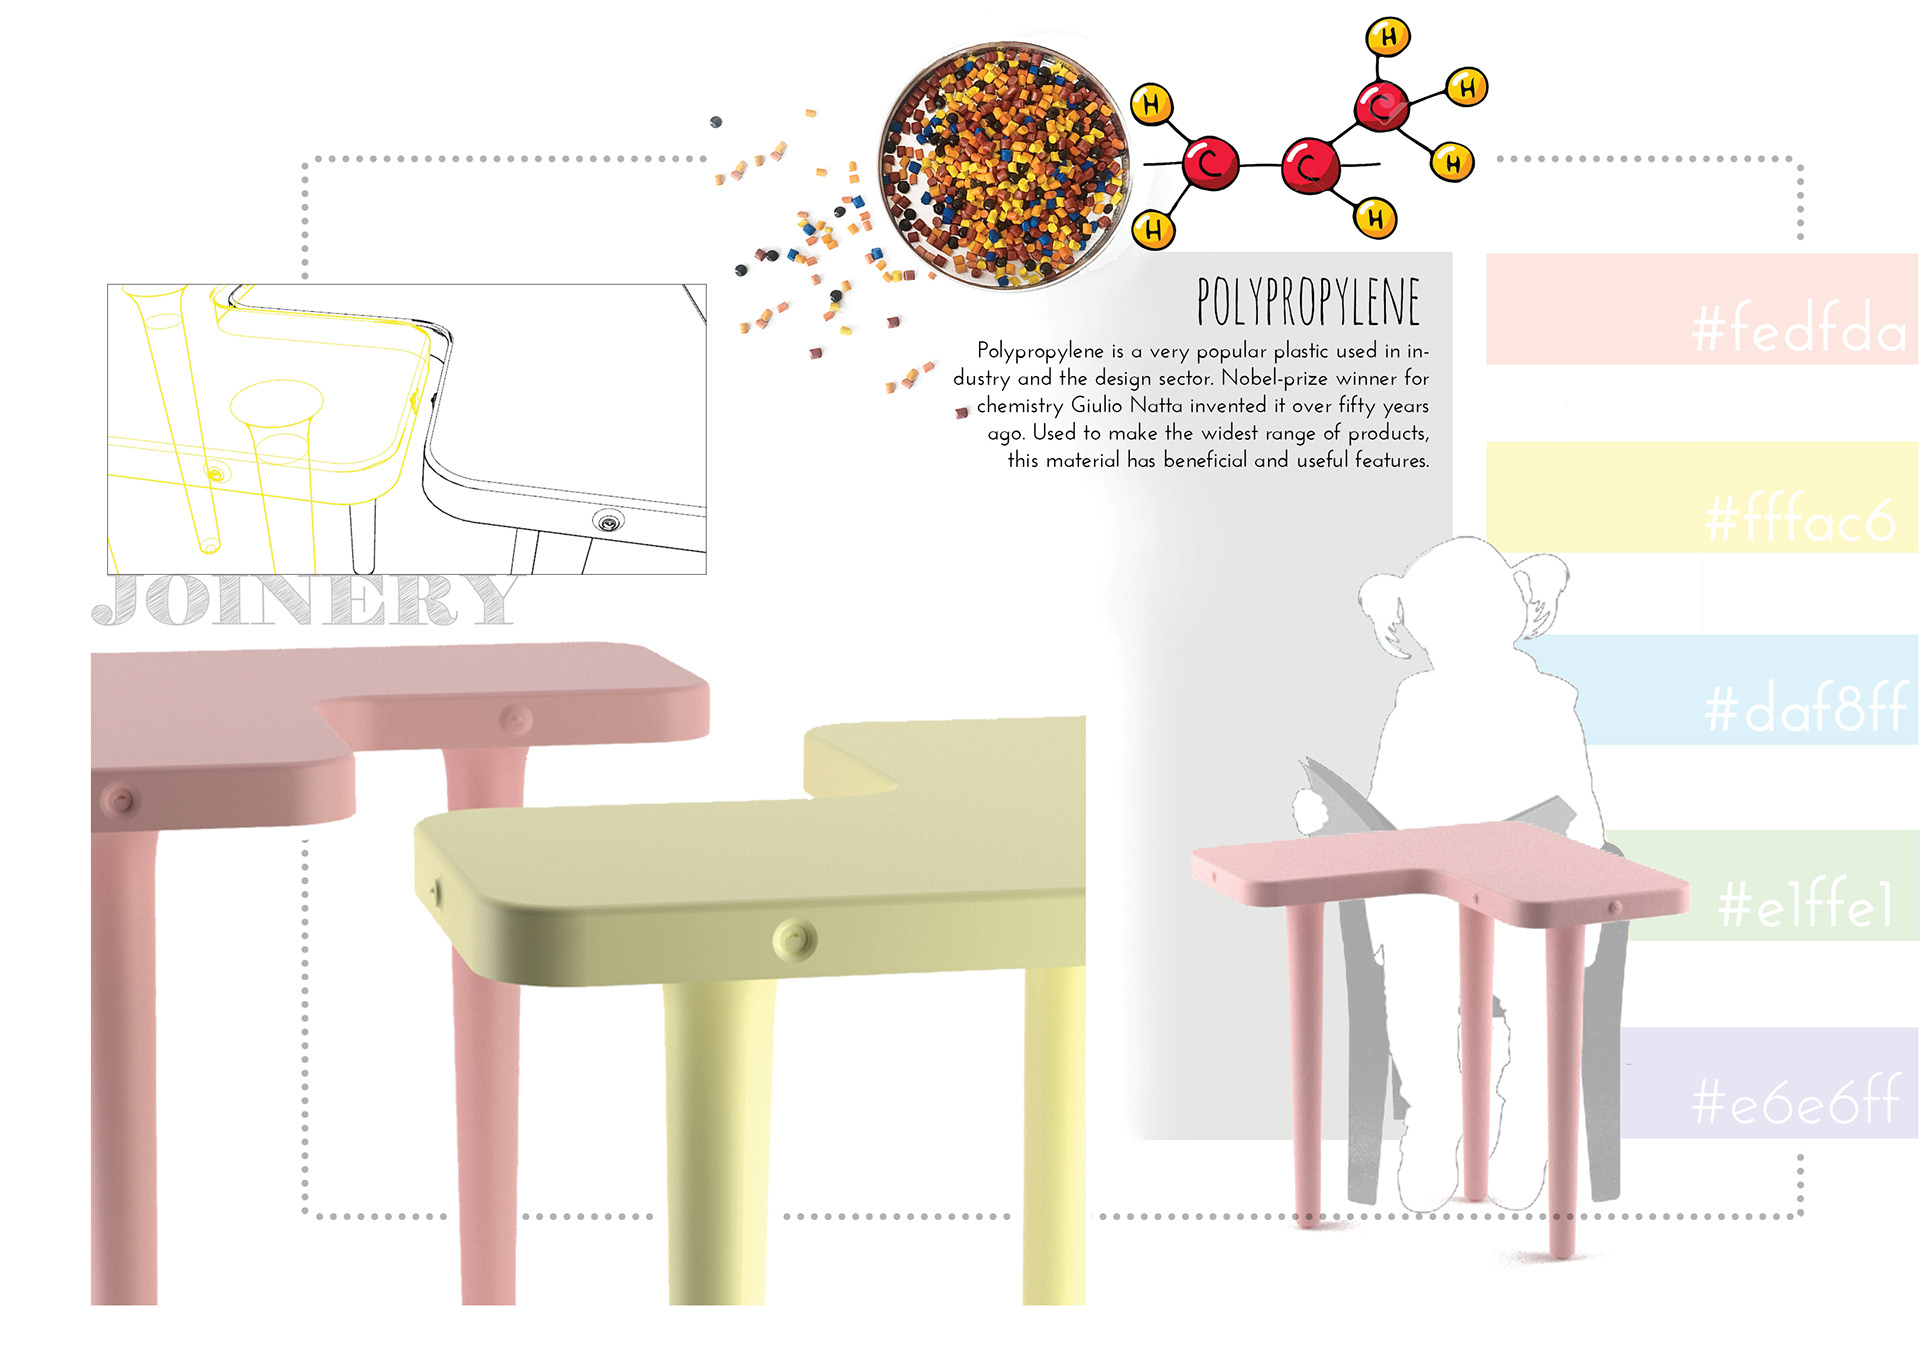 H
H
H
H
H
H
C
C
C
POLYPROPYLENE
Polypropylene is a very popular plastic used in in-
dustry and the design sector. Nobel-prize winner for
chemistry Giulio Natta invented it over fifty years
ago. Used to make the widest range of products,
this material has beneficial and useful features.
#fedfda
#fffac6
#daf8ff
#e1ffe1
#e6e6ff
JOINERY